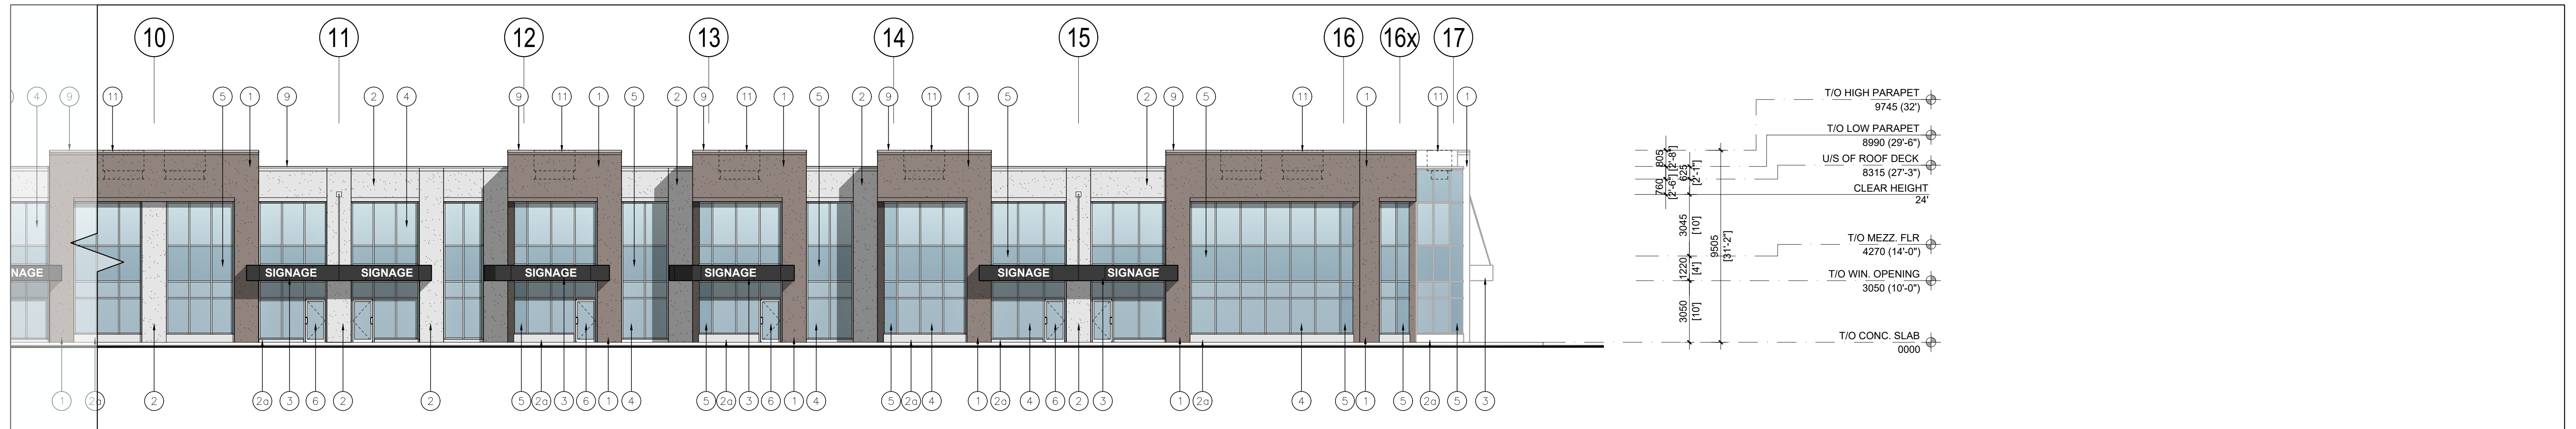 10 11 12 13 14 15 16 16x 17
4 9 11 5 1 9 2 4 9 11 1 5 2 9 11 1 5 2 9 11 1 5 2 9 5 11 1 11 1
NAGE SIGNAGE SIGNAGE SIGNAGE SIGNAGE SIGNAGE SIGNAGE
1 2a 2 2a 3 6 2 2 5 2a 3 6 1 4 5 2a 3 6 1 4 5 2a 4 1 2a 4 6 2 3 1 2a 4 5 1 5 2a 5 3
805
[2'-8"]
760
[2'-6"]
625
[2'-1"]
3045
[10']
1220
[4']
3050
[10']
9505
[31'-2"]
T/O HIGH PARAPET
9745 (32')
T/O LOW PARAPET
8990 (29'-6")
U/S OF ROOF DECK
8315 (27'-3")
CLEAR HEIGHT
24'
T/O MEZZ. FLR
4270 (14'-0")
T/O WIN. OPENING
3050 (10'-0")
T/O CONC. SLAB
0000